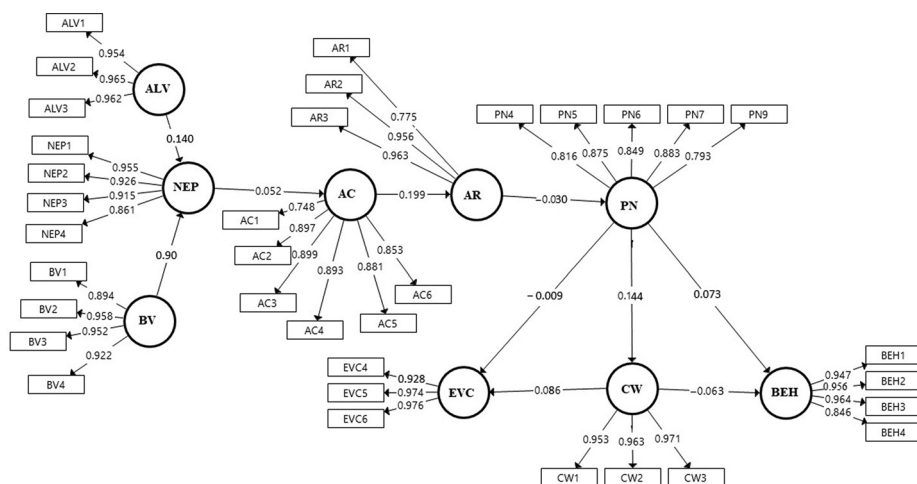 ALV1
0.954
ALV2
0.965
ALV3
0.962
ALV
0.140
NEP1
0.955
NEP2
0.926
NEP3
0.915
NEP4
0.861
NEP
0.052
BV1
0.894
BV2
0.958
BV3
0.952
BV4
0.922
BV
0.90
AC
0.199
AC1
0.748
AC2
0.897
AC3
0.899
AC4
0.893
AC5
0.881
AC6
0.853
AR1
0.775
AR2
0.956
AR3
0.963
AR
−0.030
PN4
PN5
PN6
PN7
PN9
0.816
0.875
0.849
0.883
0.793
PN
−0.009
0.144
0.073
EVC4
0.928
EVC5
0.974
EVC6
0.976
EVC
0.086
CW
−0.063
0.953
0.963
0.971
CW1
CW2
CW3
BEH
0.947
BEH1
0.956
BEH2
0.964
BEH3
0.846
BEH4